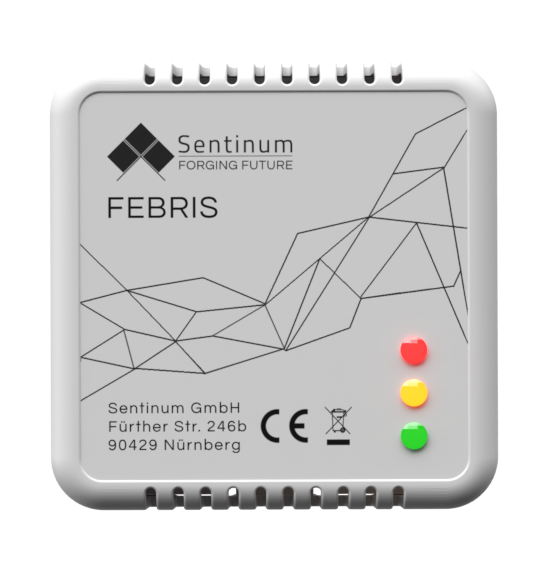 Sentinum
FORGING FUTURE
FEBRIS
Sentinum GmbH
Fürther Str. 246b
90429 Nürnberg
CE